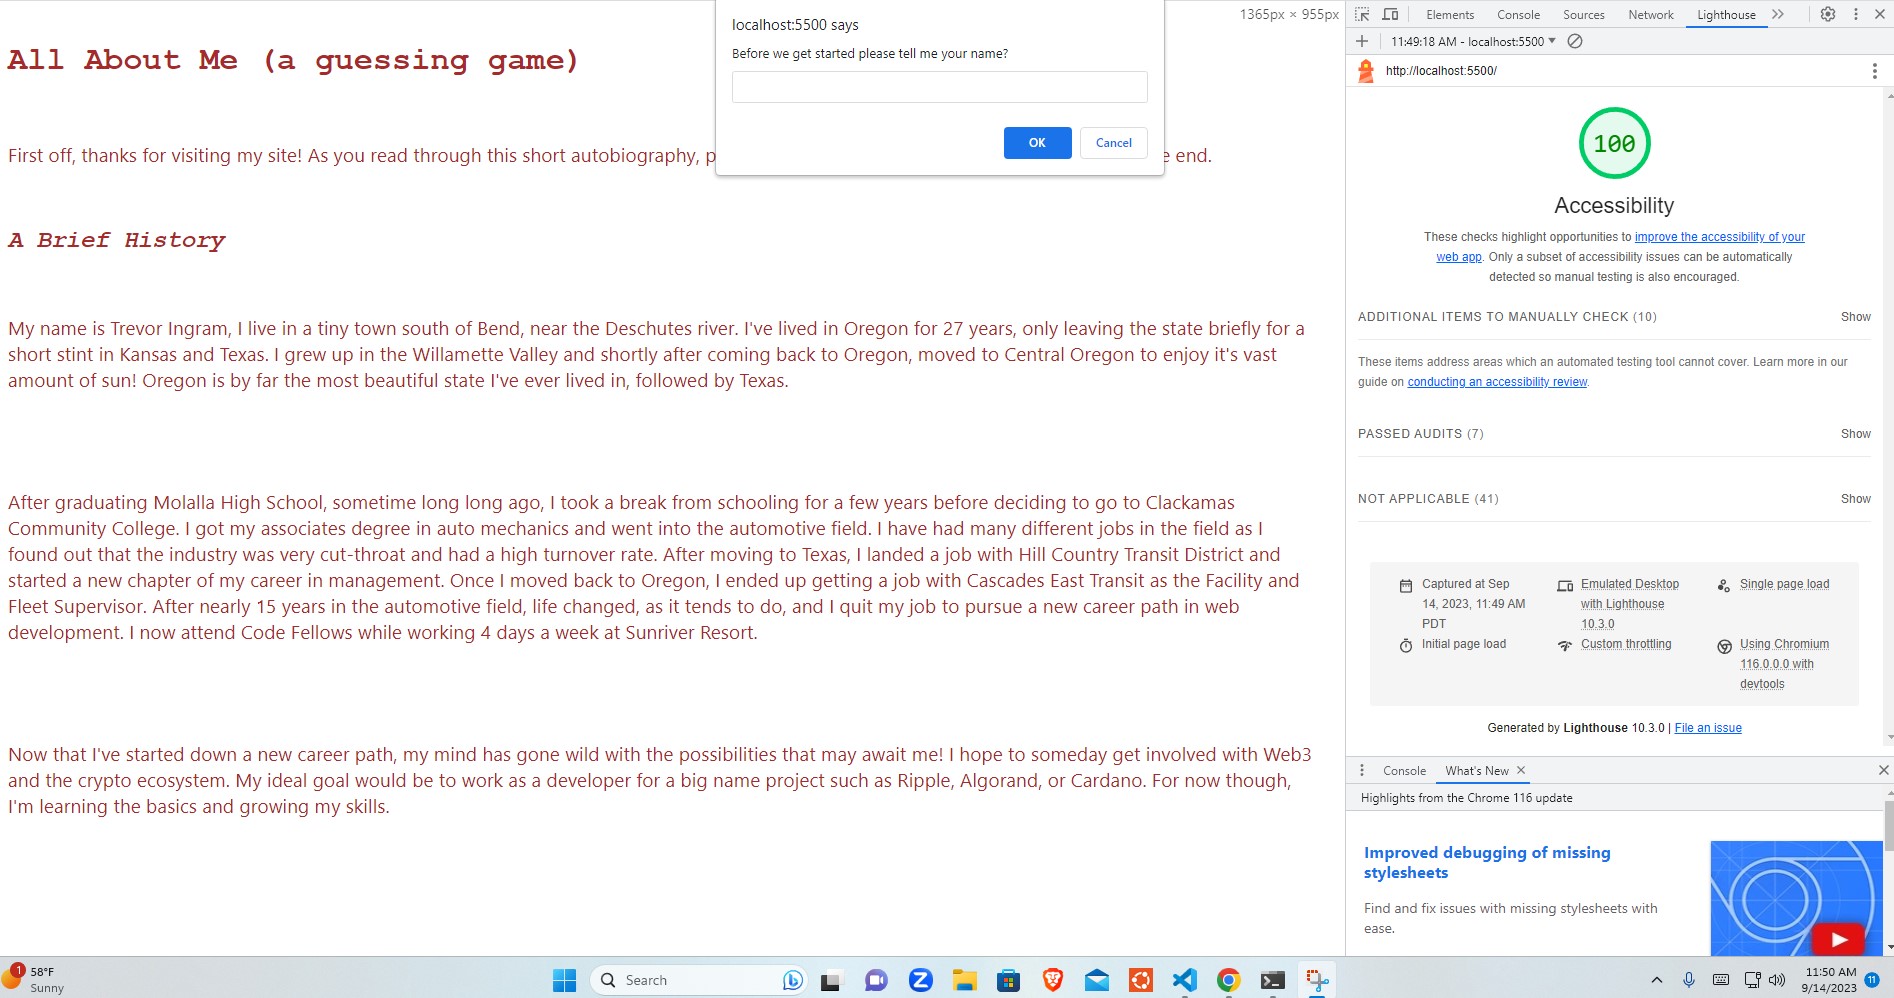 1365px × 955px
localhost:5500 says
Before we get started please tell me your name?
OK
Cancel
All About Me (a guessing game)
First off, thanks for visiting my site! As you read through this short autobiography, p
e end.
A Brief History
My name is Trevor Ingram, I live in a tiny town south of Bend, near the Deschutes river. I've lived in Oregon for 27 years, only leaving the state briefly for a
short stint in Kansas and Texas. I grew up in the Willamette Valley and shortly after coming back to Oregon, moved to Central Oregon to enjoy it's vast
amount of sun! Oregon is by far the most beautiful state I've ever lived in, followed by Texas.
After graduating Molalla High School, sometime long long ago, I took a break from schooling for a few years before deciding to go to Clackamas
Community College. I got my associates degree in auto mechanics and went into the automotive field. I have had many different jobs in the field as I
found out that the industry was very cut-throat and had a high turnover rate. After moving to Texas, I landed a job with Hill Country Transit District and
started a new chapter of my career in management. Once I moved back to Oregon, I ended up getting a job with Cascades East Transit as the Facility and
Fleet Supervisor. After nearly 15 years in the automotive field, life changed, as it tends to do, and I quit my job to pursue a new career path in web
development. I now attend Code Fellows while working 4 days a week at Sunriver Resort.
Now that I've started down a new career path, my mind has gone wild with the possibilities that may await me! I hope to someday get involved with Web3
and the crypto ecosystem. My ideal goal would be to work as a developer for a big name project such as Ripple, Algorand, or Cardano. For now though,
I'm learning the basics and growing my skills.
Elements Console Sources Network Lighthouse
11:49:18 AM - localhost:5500
http://localhost:5500/
100
Accessibility
These checks highlight opportunities to improve the accessibility of your
web app. Only a subset of accessibility issues can be automatically
detected so manual testing is also encouraged.
ADDITIONAL ITEMS TO MANUALLY CHECK (10) Show
These items address areas which an automated testing tool cannot cover. Learn more in our
guide on conducting an accessibility review.
PASSED AUDITS (7) Show
NOT APPLICABLE (41) Show
Captured at Sep
14, 2023, 11:49 AM
PDT
Emulated Desktop
with Lighthouse
10.3.0
Single page load
Initial page load
Custom throttling
Using Chromium
116.0.0.0 with
devtools
Generated by Lighthouse 10.3.0 | File an issue
Console What's New
Highlights from the Chrome 116 update
Improved debugging of missing
stylesheets
Find and fix issues with missing stylesheets with
ease.
1
58°F
Sunny
Search
11:50 AM
9/14/2023
11